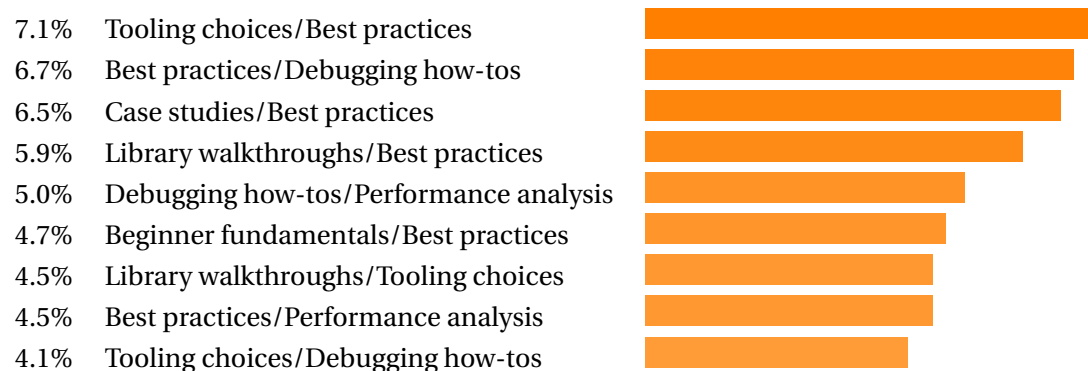 7.1% Tooling choices/Best practices
6.7% Best practices/Debugging how-tos
6.5% Case studies/Best practices
5.9% Library walkthroughs/Best practices
5.0% Debugging how-tos/Performance analysis
4.7% Beginner fundamentals/Best practices
4.5% Library walkthroughs/Tooling choices
4.5% Best practices/Performance analysis
4.1% Tooling choices/Debugging how-tos